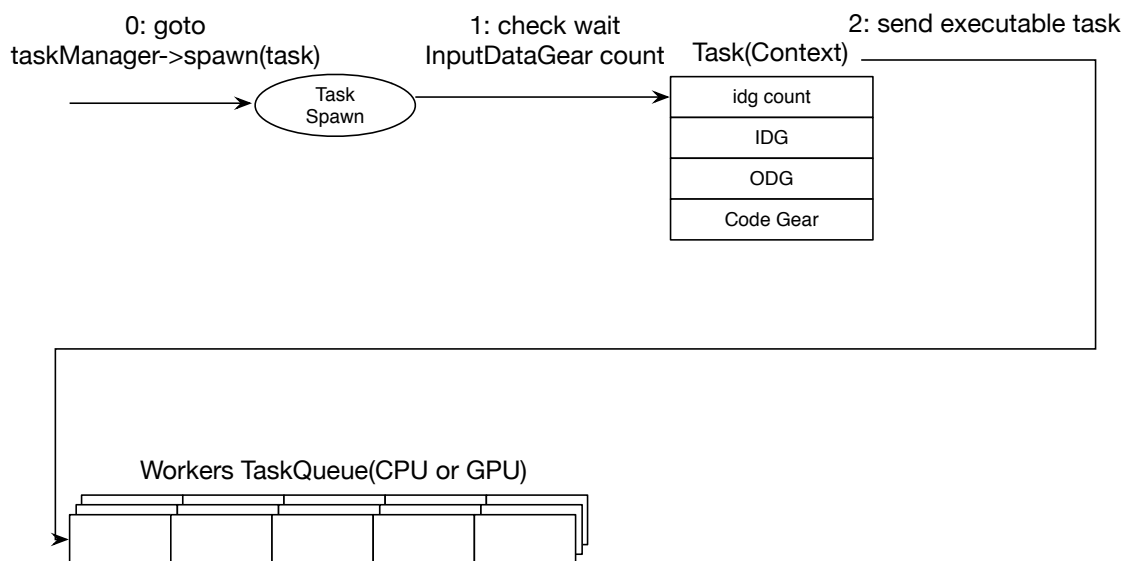 0: goto
taskManager->spawn(task)
1: check wait
InputDataGear count
Task(Context)
2: send executable task
Task
Spawn
idg count
IDG
ODG
Code Gear
Workers TaskQueue(CPU or GPU)